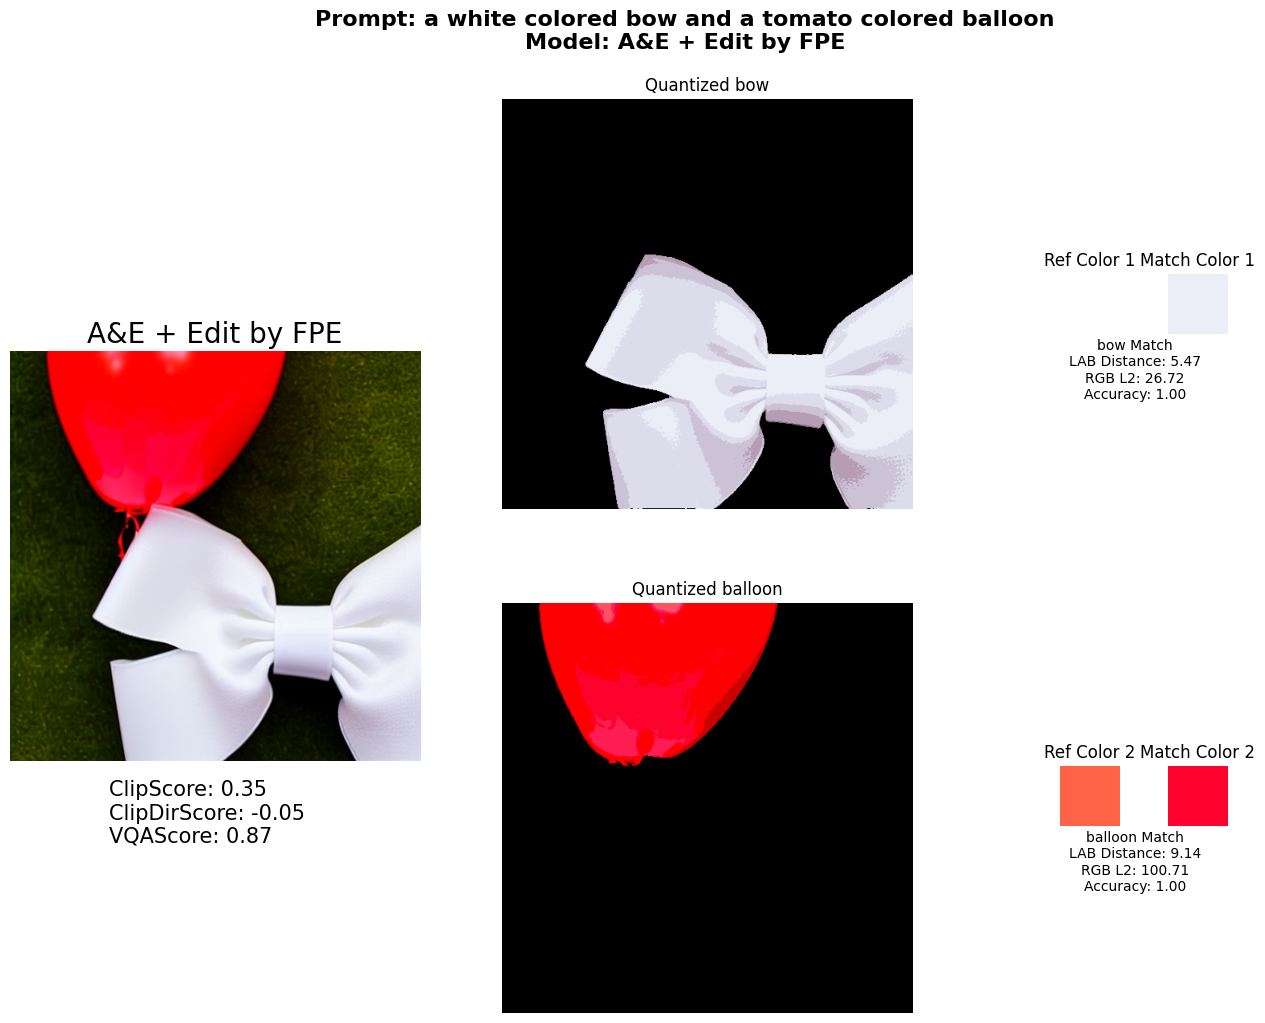 Prompt: a white colored bow and a tomato colored balloon
Model: A&E + Edit by FPE
Quantized bow
Ref Color 1 Match Color 1
bow Match
LAB Distance: 5.47
RGB L2: 26.72
Accuracy: 1.00
A&E + Edit by FPE
ClipScore: 0.35
ClipDirScore: -0.05
VQAScore: 0.87
Quantized balloon
Ref Color 2 Match Color 2
balloon Match
LAB Distance: 9.14
RGB L2: 100.71
Accuracy: 1.00